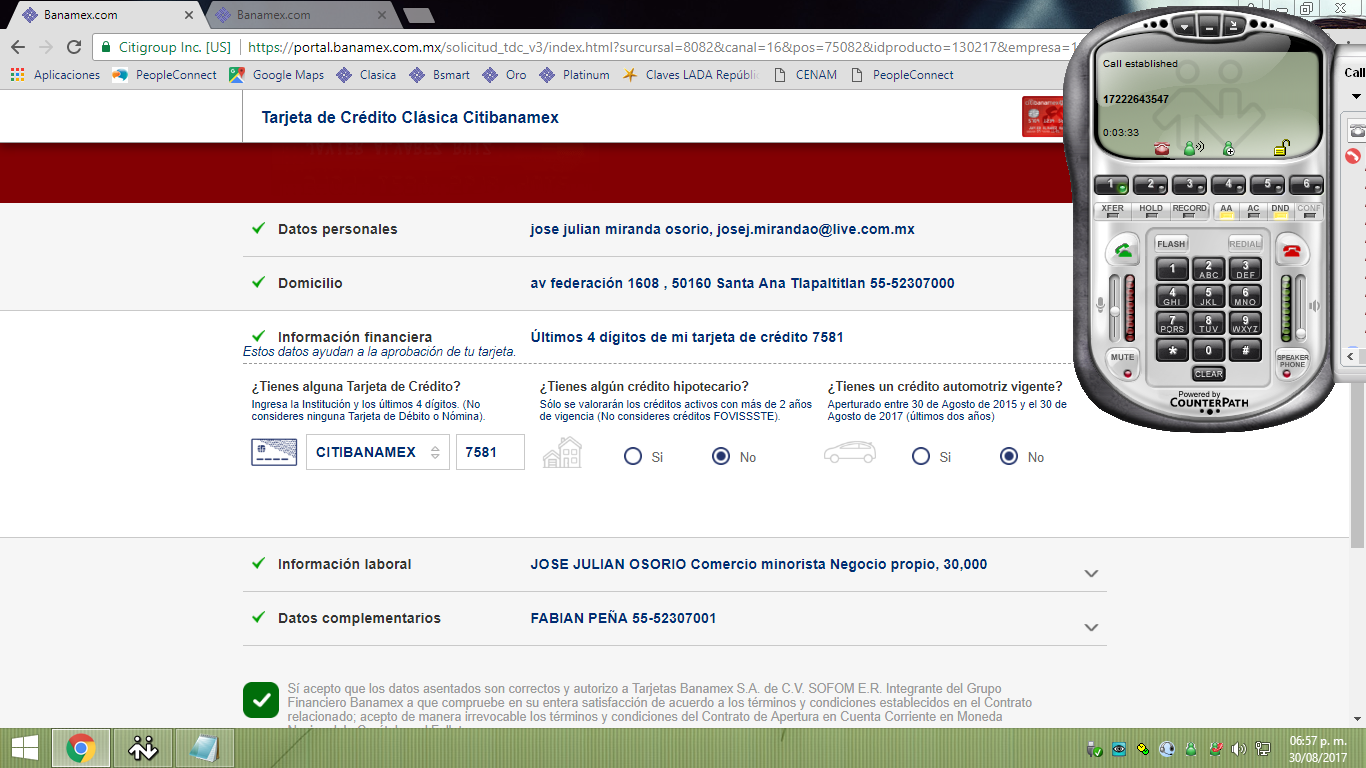 Banamex.com
Banamex.com
Citigroup Inc. [US]
https://portal.banamex.com.mx/solicitud_tdc_v3/index.html?sursursal=8082&canal=16&pos=75082&idproducto=130217&empresa=1
Aplicaciones PeopleConnect Google Maps Clasica Bsmart Oro Platinum Claves LADA Repúbli CENAM PeopleConnect
Tarjeta de Crédito Clásica Citibanamex
Datos personales jose julian miranda osorio, josej.mirandao@live.com.mx
Domicilio av federación 1608 , 50160 Santa Ana Tlapaltitlan 55-52307000
Información financiera Últimos 4 dígitos de mi tarjeta de crédito 7581
Estos datos ayudan a la aprobación de tu tarjeta.
¿Tienes alguna Tarjeta de Crédito? ¿Tienes algún crédito hipotecario? ¿Tienes un crédito automotriz vigente?
Ingresa la Institución y los últimos 4 dígitos. (No Sólo se valorarán los créditos activos con más de 2 años Aperturado entre 30 de Agosto de 2015 y el 30 de
consideres ninguna Tarjeta de Débito o Nómina). de vigencia (No consideres créditos FOVISSSTE). Agosto de 2017 (últimos dos años)
CITIBANAMEX 7581 Si No Si No
Información laboral JOSE JULIAN OSORIO Comercio minorista Negocio propio, 30,000
Datos complementarios FABIAN PEÑA 55-52307001
Sí acepto que los datos asentados son correctos y autorizo a Tarjetas Banamex S.A. de C.V. SOFOM E.R. Integrante del Grupo
Financiero Banamex a que compruebe en su entera satisfacción de acuerdo a los términos y condiciones establecidos en el Contrato
relacionado; acepto de manera irrevocable los términos y condiciones del Contrato de Apertura en Cuenta Corriente en Moneda
Call established
17222643547
0:03:33
1 2 3 4 5 6
XFER HOLD RECORD AA AC DND CONF
FLASH REDIAL
1 2 ABC 3 DEF
4 GHI 5 JKL 6 MNO
7 PQRS 8 TUV 9 WXYZ
* 0 #
MUTE CLEAR SPEAKER PHONE
Powered by
COUNTERPATH
Call
06:57 p. m.
30/08/2017